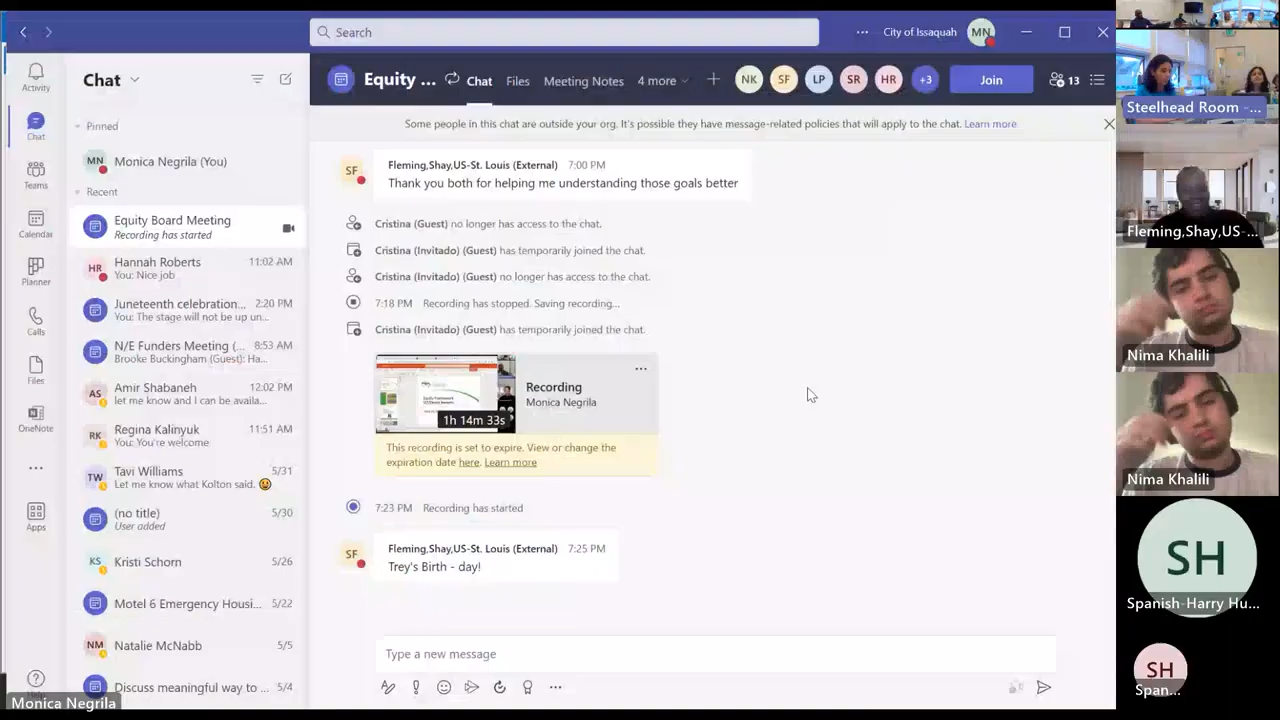 Search
City of Issaquah
MN
Activity
Chat
Teams
Calendar
Planner
Calls
Files
OneNote
Apps
Chat
Pinned
MN
Monica Negrila (You)
Recent
Equity Board Meeting
Recording has started
HR
Hannah Roberts 11:02 AM
You: Nice job
Juneteenth celebration... 2:20 PM
You: The stage will not be up un...
N/E Funders Meeting (... 8:53 AM
Brooke Buckingham (Guest): Ha...
AS
Amir Shabaneh 12:02 PM
let me know and I can be availa...
RK
Regina Kalinyuk 11:51 AM
You: You're welcome
TW
Tavi Williams 5/31
Let me know what Kolton said.
(no title) 5/30
User added
KS
Kristi Schorn 5/26
Motel 6 Emergency Housi... 5/22
NM
Natalie McNabb 5/5
Discuss meaningful way to ... 5/4
Monica Negrila
Equity ... Chat Files Meeting Notes 4 more NK SF LP SR HR +3 Join 13
Some people in this chat are outside your org. It's possible they have message-related policies that will apply to the chat. Learn more
SF
Fleming,Shay,US-St. Louis (External) 7:00 PM
Thank you both for helping me understanding those goals better
Cristina (Guest) no longer has access to the chat.
Cristina (Invitado) (Guest) has temporarily joined the chat.
Cristina (Invitado) (Guest) no longer has access to the chat.
7:18 PM Recording has stopped. Saving recording...
Cristina (Invitado) (Guest) has temporarily joined the chat.
1h 14m 33s
Recording
Monica Negrila
This recording is set to expire. View or change the
expiration date here. Learn more
7:23 PM Recording has started
SF
Fleming,Shay,US-St. Louis (External) 7:25 PM
Trey's Birth - day!
Type a new message
Steelhead Room -...
Fleming,Shay,US-...
Nima Khalili
Nima Khalili
SH
Spanish-Harry Hu...
SH
Span...